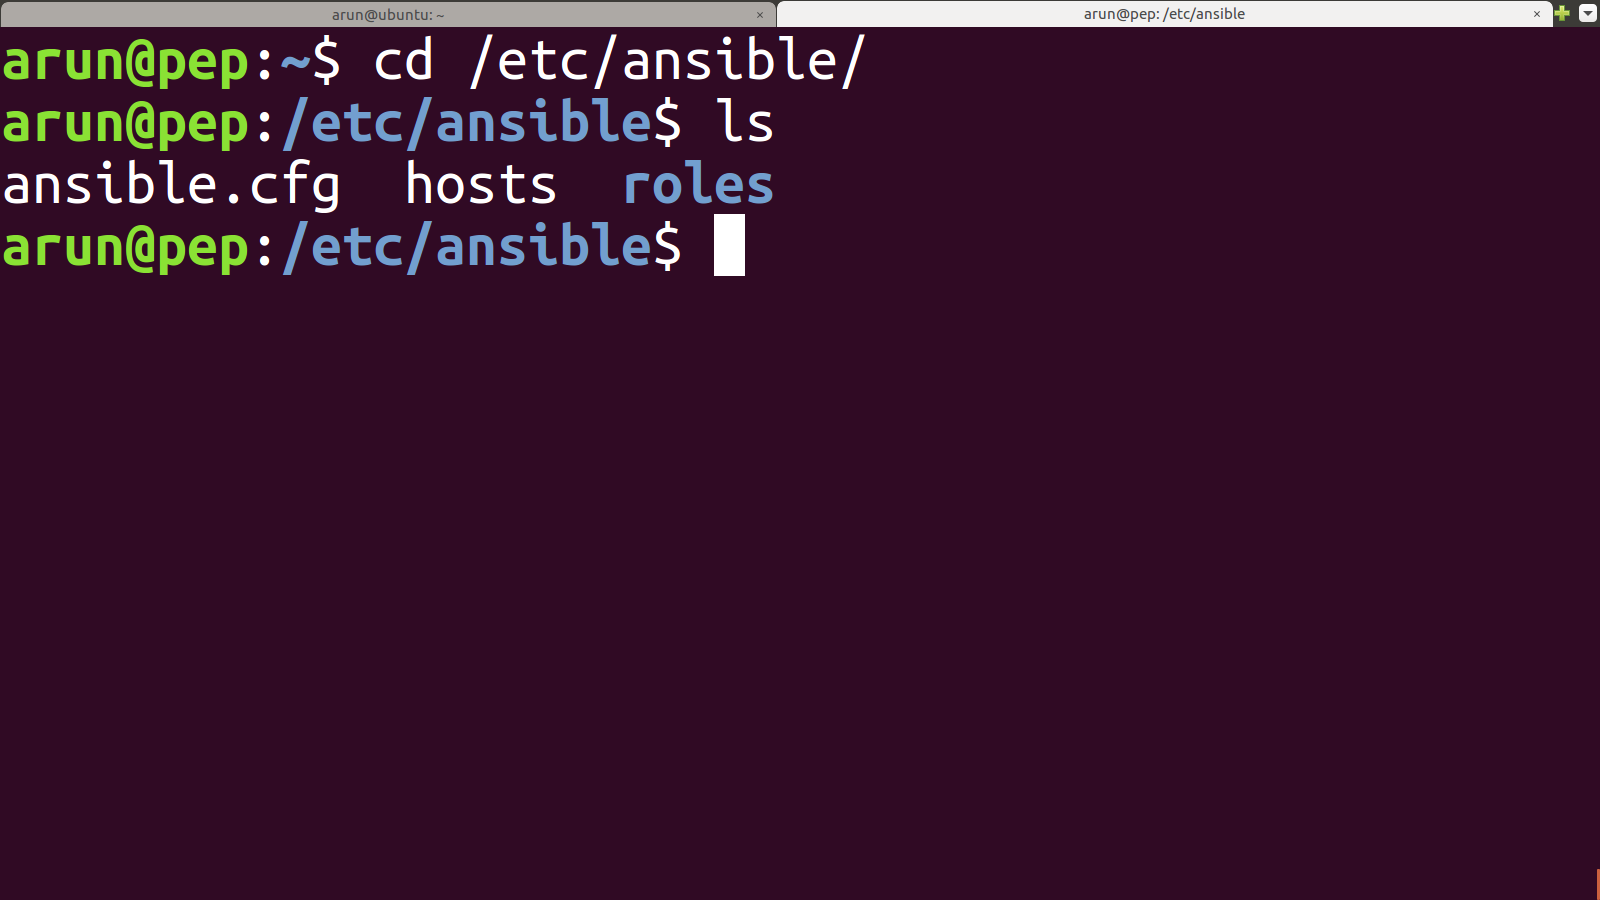 arun@ubuntu: ~ ×
arun@pep: /etc/ansible ×
arun@pep:~$ cd /etc/ansible/
arun@pep:/etc/ansible$ ls
ansible.cfg  hosts  roles
arun@pep:/etc/ansible$